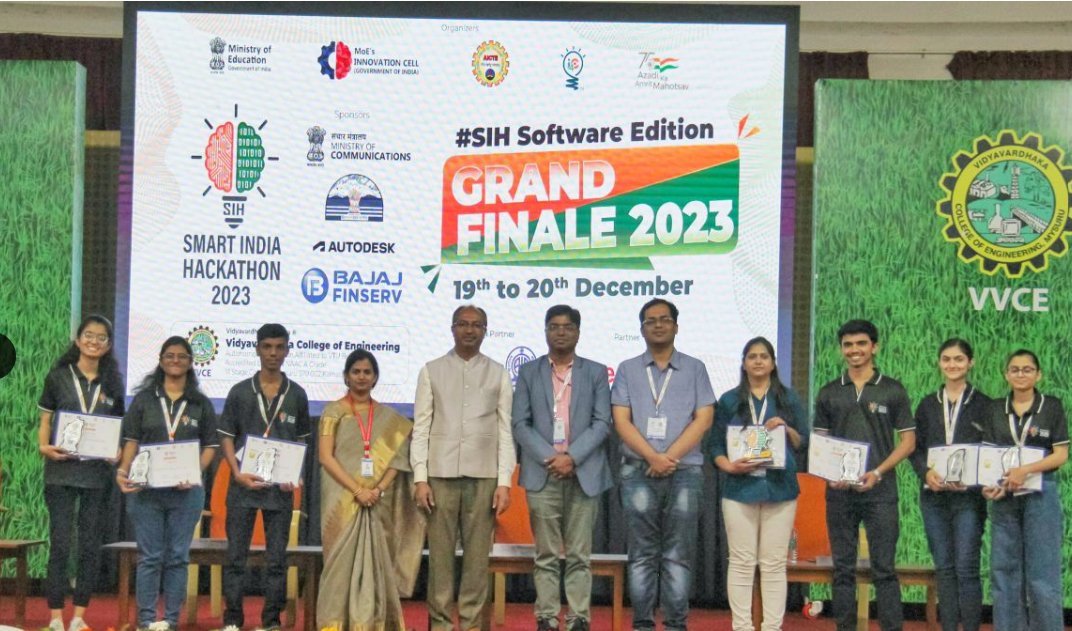 Organizers
Ministry of
Education
Government of India
MoE's
INNOVATION CELL
(GOVERNMENT OF INDIA)
AICTE
Azadi Ka
Amrit Mahotsav
Sponsors
संचार मंत्रालय
MINISTRY OF
COMMUNICATIONS
AUTODESK
BAJAJ
FINSERV
SIH
SMART INDIA
HACKATHON
2023
#SIH Software Edition
GRAND
FINALE 2023
19th to 20th December
Partner
Partner
VVCE
Vidyavardhaka College of Engineering
VIDYAVARDHAKA
COLLEGE OF ENGINEERING, MYSURU
VVCE